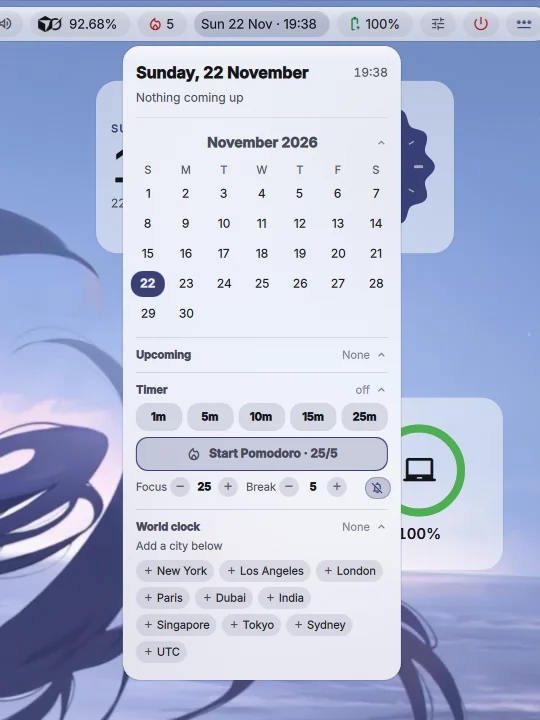 92.68% 5 Sun 22 Nov · 19:38 100%
Sunday, 22 November 19:38
Nothing coming up
November 2026
S M T W T F S
1 2 3 4 5 6 7
8 9 10 11 12 13 14
15 16 17 18 19 20 21
22 23 24 25 26 27 28
29 30
Upcoming None
Timer off
1m 5m 10m 15m 25m
Start Pomodoro · 25/5
Focus − 25 + Break − 5 +
World clock None
Add a city below
+ New York + Los Angeles + London
+ Paris + Dubai + India
+ Singapore + Tokyo + Sydney
+ UTC
100%